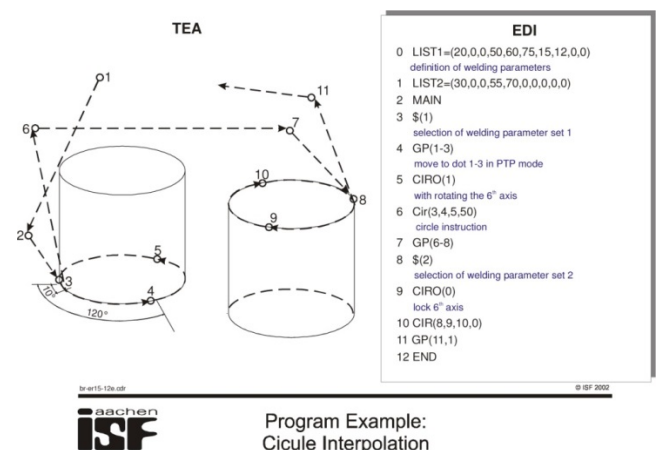 TEA
1
2
3
4
5
6
7
8
9
10
11
10°
120°
EDI
0 LIST1=(20,0,0,50,60,75,15,12,0,0)
definition of welding parameters
1 LIST2=(30,0,0,55,70,0,0,0,0,0)
2 MAIN
3 $(1)
selection of welding parameter set 1
4 GP(1-3)
move to dot 1-3 in PTP mode
5 CIRO(1)
with rotating the 6th axis
6 Cir(3,4,5,50)
circle instruction
7 GP(6-8)
8 $(2)
selection of welding parameter set 2
9 CIRO(0)
lock 6th axis
10 CIR(8,9,10,0)
11 GP(11,1)
12 END
br-er15-12e.cdr
© ISF 2002
aachen
isf
Program Example:
Cicule Interpolation